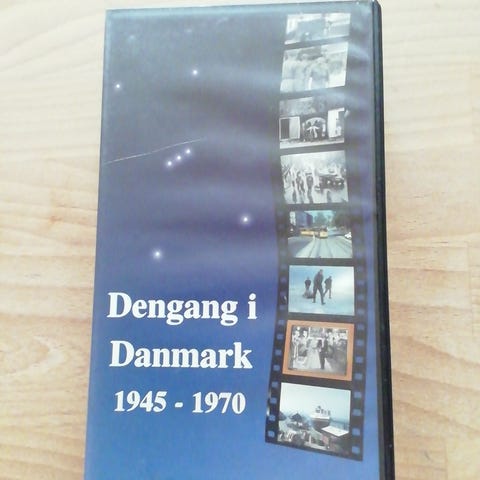 Dengang i
Danmark
1945 - 1970